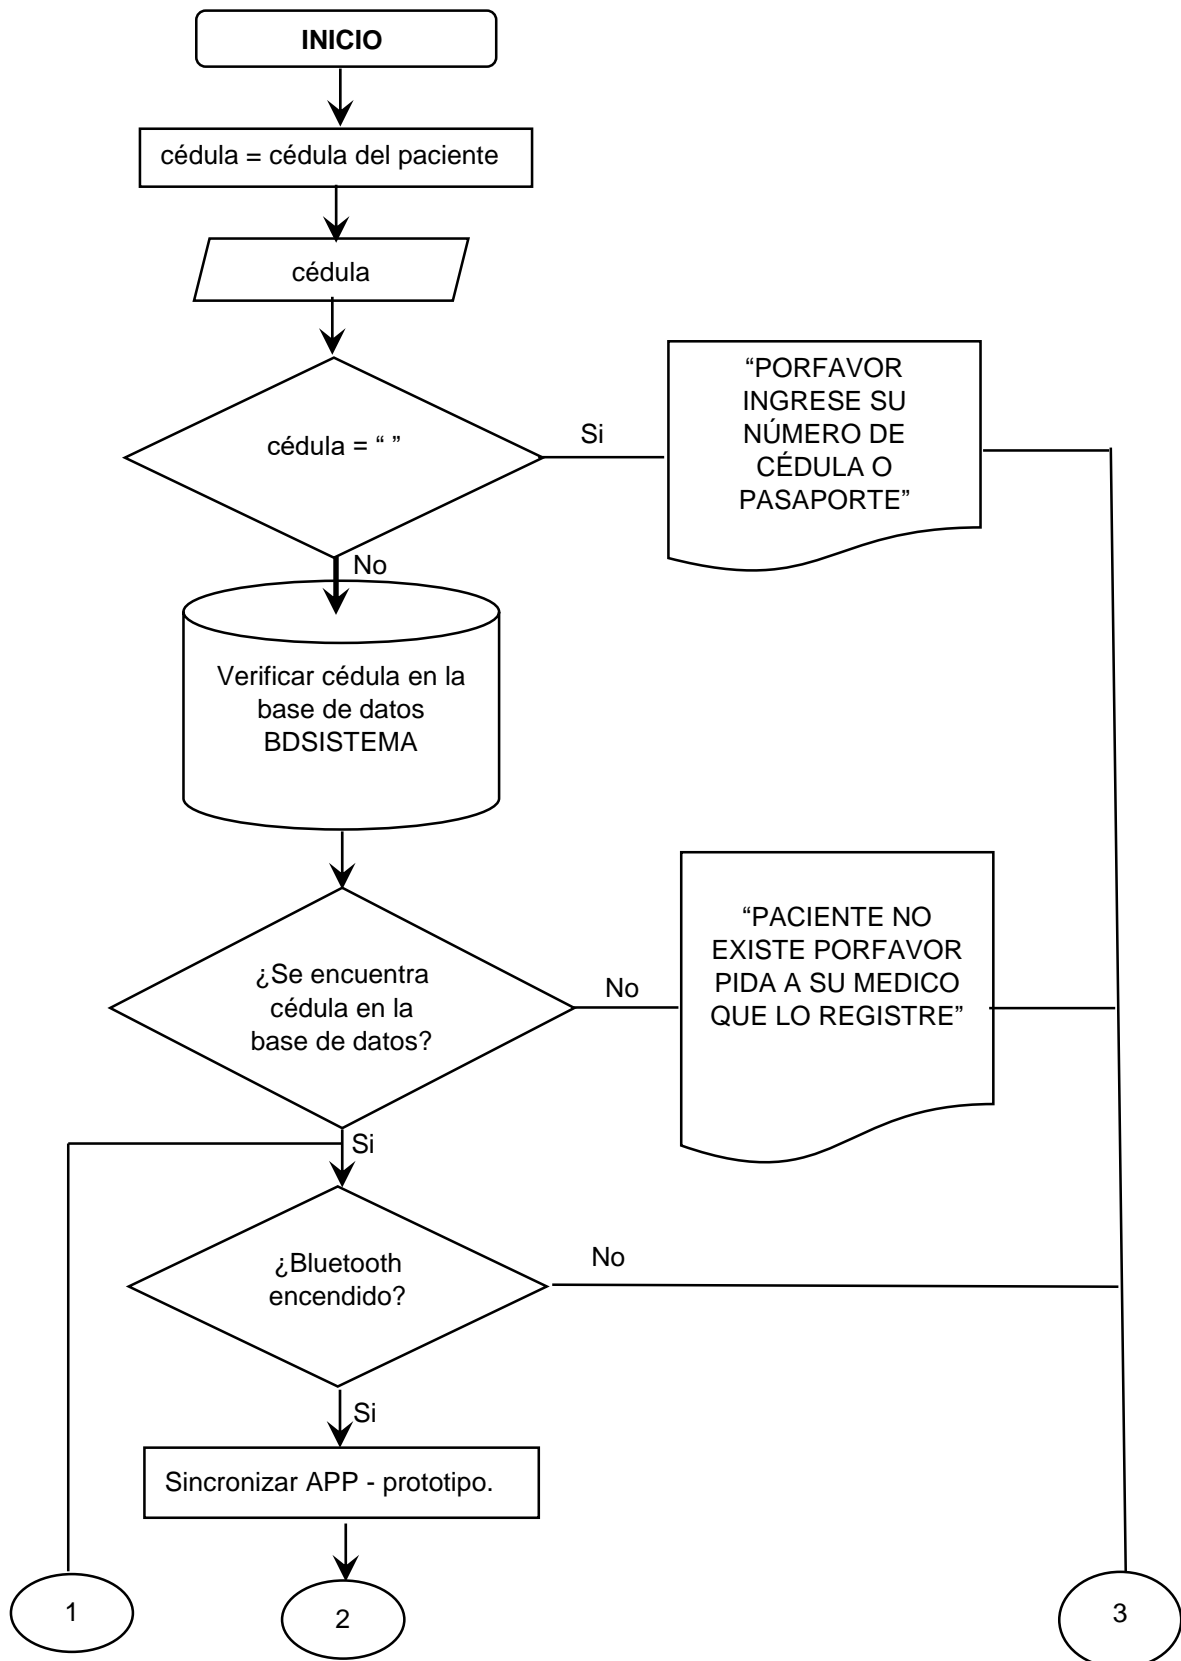 INICIO
cédula = cédula del paciente
cédula
cédula = “ ”
Si
“PORFAVOR
INGRESE SU
NÚMERO DE
CÉDULA O
PASAPORTE”
No
Verificar cédula en la
base de datos
BDSISTEMA
¿Se encuentra
cédula en la
base de datos?
No
“PACIENTE NO
EXISTE PORFAVOR
PIDA A SU MEDICO
QUE LO REGISTRE”
Si
¿Bluetooth
encendido?
No
Si
Sincronizar APP - prototipo.
1
2
3